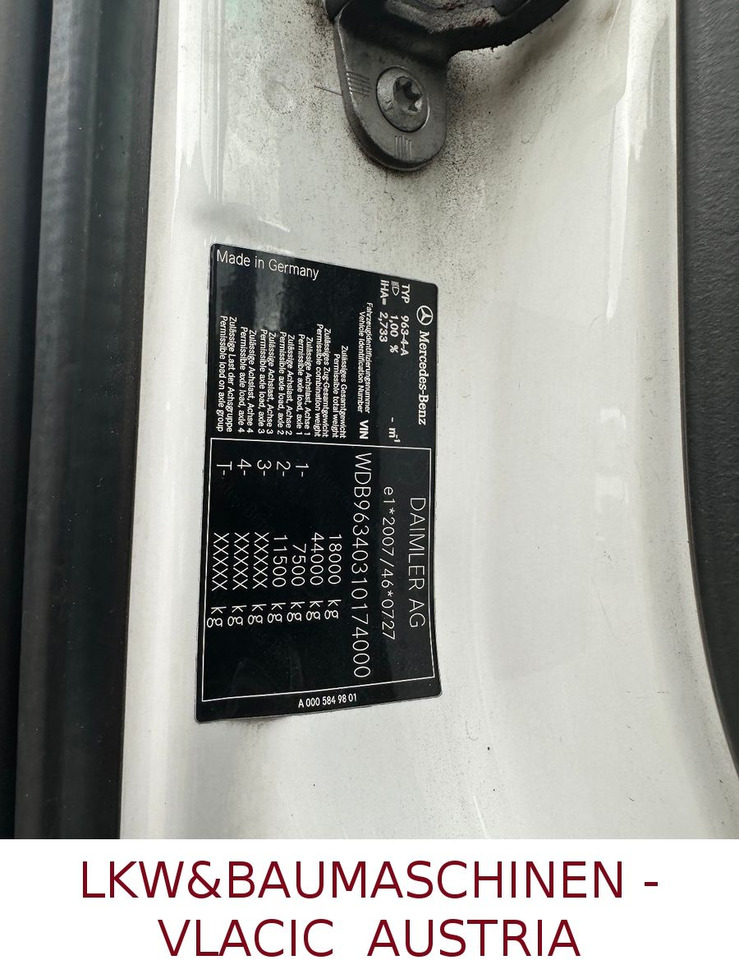 Mercedes-Benz
DAIMLER AG
TYP 963-4-A
e1*2007/46*0727
1,00 %
- m-1
IHA= 2,733
Fahrzeugidentifizierungsnummer
Vehicle Identification Number
VIN
WDB96340310174000
Zulässiges Gesamtgewicht
Permissible total weight
18000 kg
Zulässiges Zug-Gesamtgewicht
Permissible combination weight
44000 kg
Zulässige Achslast, Achse 1
Permissible axle load, axle 1
1- 7500 kg
Zulässige Achslast, Achse 2
Permissible axle load, axle 2
2- 11500 kg
Zulässige Achslast, Achse 3
Permissible axle load, axle 3
3- XXXXX kg
Zulässige Achslast, Achse 4
Permissible axle load, axle 4
4- XXXXX kg
Zulässige Last der Achsgruppe
Permissible load on axle group
T- XXXXX kg
Made in Germany
A 000 584 98 01
LKW&BAUMASCHINEN -
VLACIC AUSTRIA